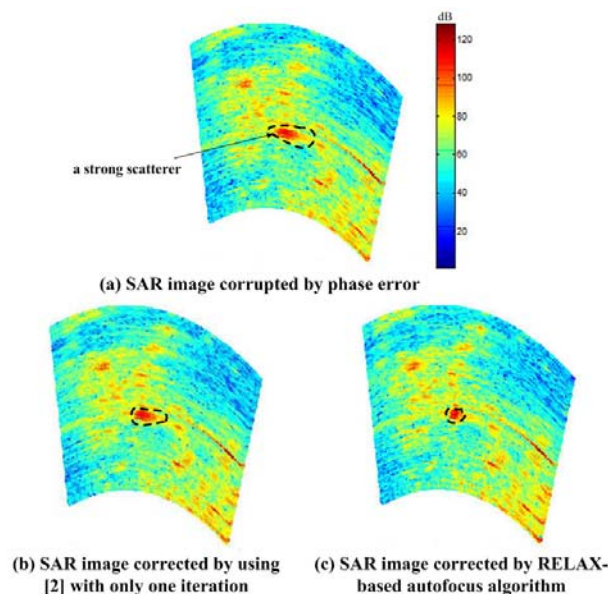 dB
120
100
80
60
40
20
a strong scatterer
(a) SAR image corrupted by phase error
(b) SAR image corrected by using
[2] with only one iteration
(c) SAR image corrected by RELAX-
based autofocus algorithm